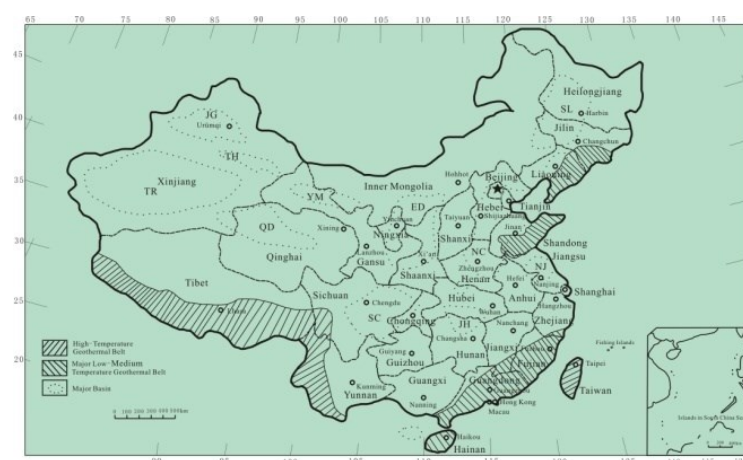 65 70 75 80 85 90 95 100 105 110 115 120 125 130 135 140 145
45
40
35
30
25
20
Heilongjiang
SL
Harbin
JG
Urümqi
Jilin
Changchun
TH
Xinjiang
TR
Inner Mongolia
Hohhot
Beijing
Liaoning
YM
ED
Hebei
Tianjin
Yinchuan
Ningxia
Taiyuan
Shijiazhuang
Shanxi
Jinan
Shandong
QD
Xining
Qinghai
Lanzhou
Gansu
Xi'an
Shaanxi
NC
Zhengzhou
Henan
Jiangsu
NJ
Hefei
Nanjing
Shanghai
Tibet
Lhasa
Sichuan
Chengdu
SC
Chongqing
Hubei
Wuhan
Anhui
Hangzhou
Zhejiang
JH
Changsha
Hunan
Nanchang
Jiangxi
Fujian
Fishing Islands
Guiyang
Guizhou
Taipei
Taiwan
Kunming
Yunnan
Guangxi
Nanning
Guangdong
Hong Kong
Macau
Haikou
Hainan
High-Temperature
Geothermal Belt
Major Low-Medium
Temperature Geothermal Belt
Major Basin
0 100 200 300 400 500km
Islands in South China Sea